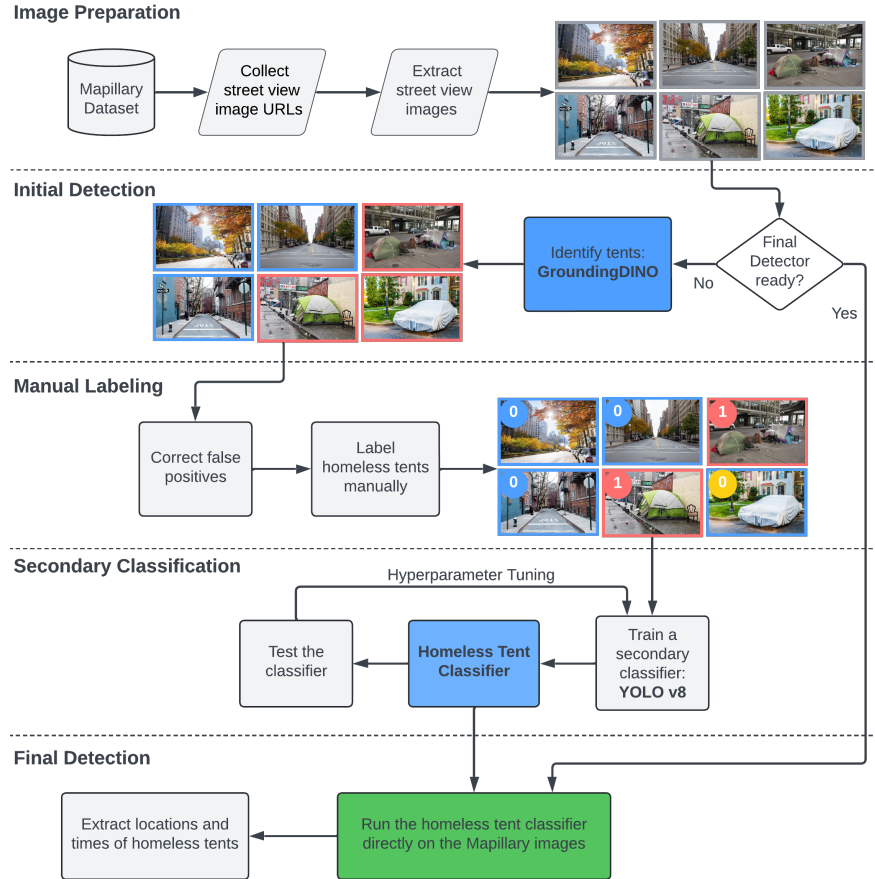 Image Preparation
Mapillary
Dataset
Collect
street view
image URLs
Extract
street view
images
Initial Detection
Identify tents:
GroundingDINO
Final
Detector
ready?
No
Yes
Manual Labeling
Correct false
positives
Label
homeless tents
manually
0
0
1
0
1
0
Secondary Classification
Hyperparameter Tuning
Test the
classifier
Homeless Tent
Classifier
Train a
secondary
classifier:
YOLO v8
Final Detection
Extract locations and
times of homeless tents
Run the homeless tent classifier
directly on the Mapillary images